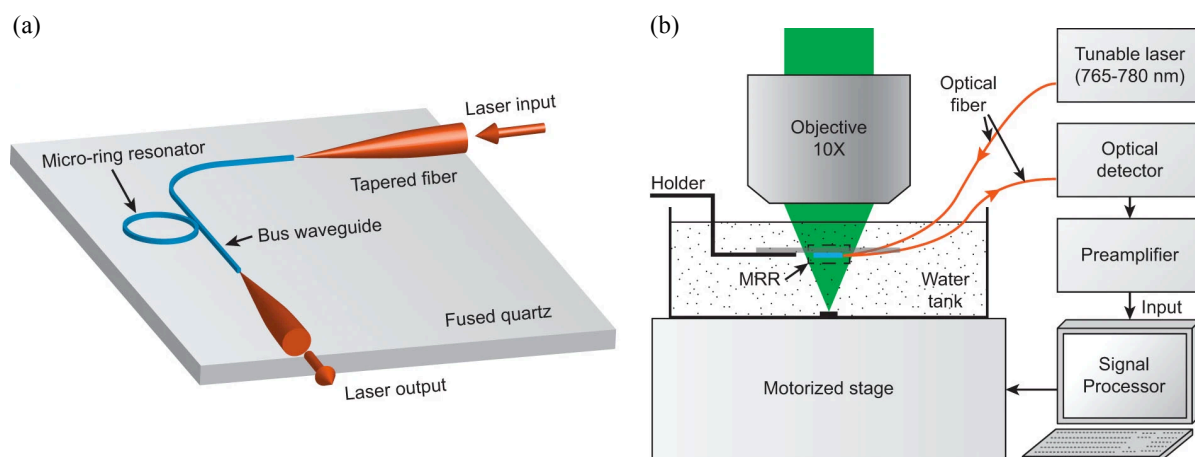 (a)
Laser input
Micro-ring resonator
Tapered fiber
Bus waveguide
Fused quartz
Laser output
(b)
Tunable laser
(765-780 nm)
Optical
fiber
Objective
10X
Optical
detector
Holder
Preamplifier
MRR
Water
tank
Input
Signal
Processor
Motorized stage